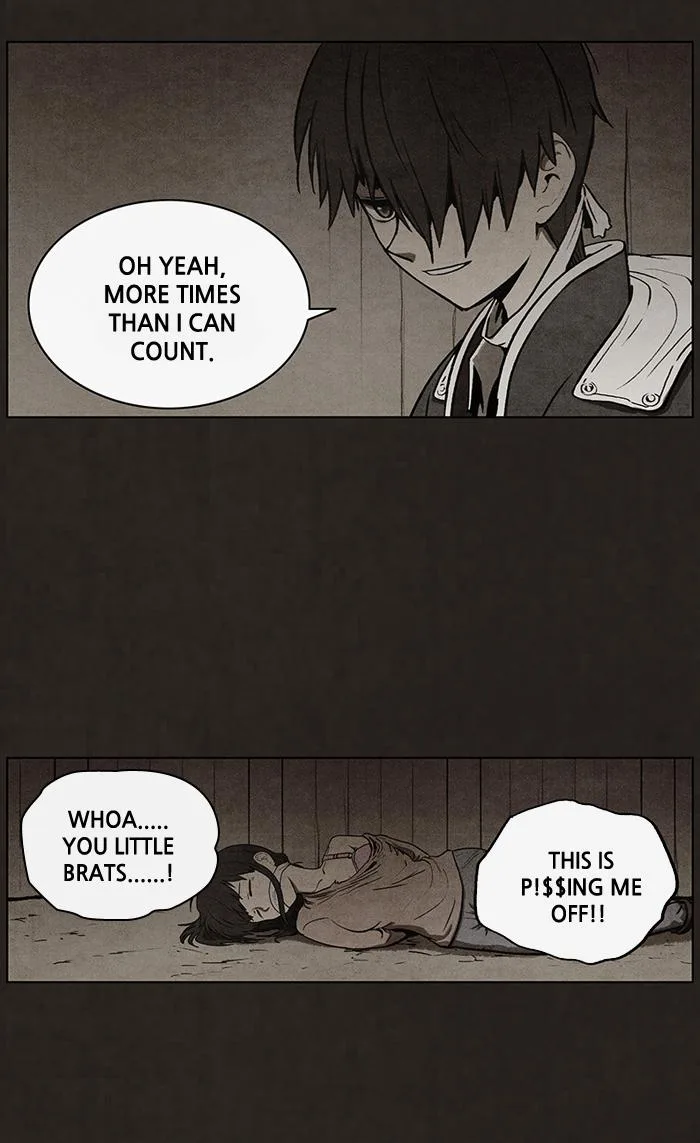 OH YEAH,
MORE TIMES
THAN I CAN
COUNT.
WHOA.....
YOU LITTLE
BRATS......!
THIS IS
P!$$ING ME
OFF!!